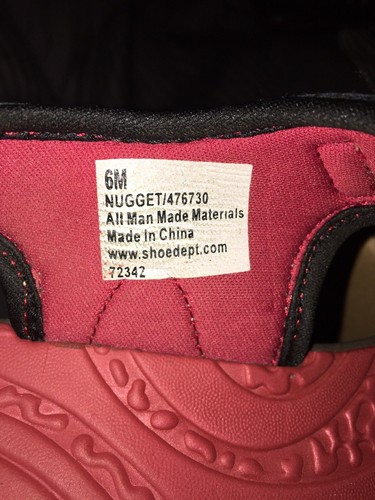 6M
NUGGET/476730
All Man Made Materials
Made In China
www.shoedept.com
72342